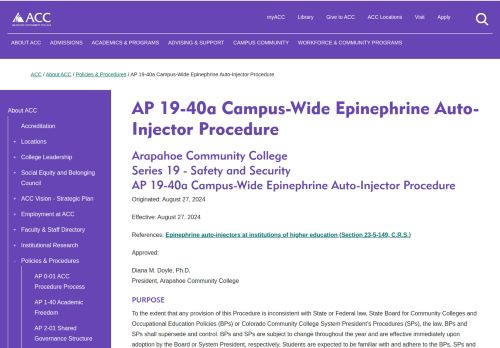 ACC
ARAPAHOE COMMUNITY COLLEGE
myACC Library Give to ACC ACC Locations Visit Apply
ABOUT ACC ADMISSIONS ACADEMICS & PROGRAMS ADVISING & SUPPORT CAMPUS COMMUNITY WORKFORCE & COMMUNITY PROGRAMS
ACC / About ACC / Policies & Procedures / AP 19-40a Campus-Wide Epinephrine Auto-Injector Procedure
About ACC
Accreditation
+ Locations
+ College Leadership
+ Social Equity and Belonging
Council
+ ACC Vision - Strategic Plan
+ Employment at ACC
+ Faculty & Staff Directory
+ Institutional Research
- Policies & Procedures
AP 0-01 ACC
Procedure Process
AP 1-40 Academic
Freedom
AP 2-01 Shared
Governance Structure
AP 19-40a Campus-Wide Epinephrine Auto-
Injector Procedure
Arapahoe Community College
Series 19 - Safety and Security
AP 19-40a Campus-Wide Epinephrine Auto-Injector Procedure
Originated: August 27, 2024
Effective: August 27, 2024
References: Epinephrine auto-injectors at institutions of higher education (Section 23-5-149, C.R.S.)
Approved:
Diana M. Doyle, Ph.D.
President, Arapahoe Community College
PURPOSE
To the extent that any provision of this Procedure is inconsistent with State or Federal law, State Board for Community Colleges and
Occupational Education Policies (BPs) or Colorado Community College System President's Procedures (SPs), the law, BPs and
SPs shall supersede and control. BPs and SPs are subject to change throughout the year and are effective immediately upon
adoption by the Board or System President, respectively. Students are expected to be familiar with and adhere to the BPs, SPs and